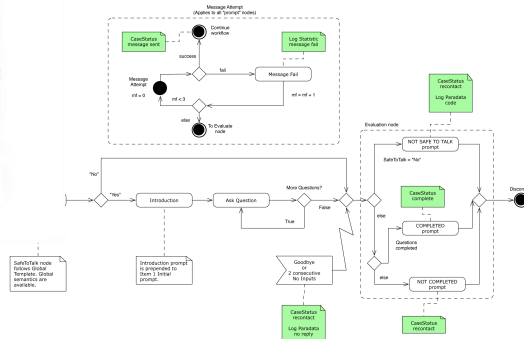 Message Attempt
(Applies to all "prompt" nodes)
CaseStatus
message sent
Continue
workflow
Log Statistic
message fail
success
Message
Attempt
fail
Message Fail
mf = 0
mf < 3
mf = mf + 1
else
To Evaluate
node
CaseStatus
recontact
Log Paradata
code
Evaluation node
NOT SAFE TO TALK
prompt
"No"
SafeToTalk = "No"
"Yes"
Introduction
Ask Question
More Questions?
False
True
else
CaseStatus
complete
COMPLETED
prompt
Questions
completed
else
NOT COMPLETED
prompt
SafeToTalk node
follows Global
Template. Global
semantics are
available.
Introduction prompt
is prepended to
Item 1 Initial
prompt.
Goodbye
or
2 consecutive
No Inputs
CaseStatus
recontact
Log Paradata
no reply
CaseStatus
recontact
Discon